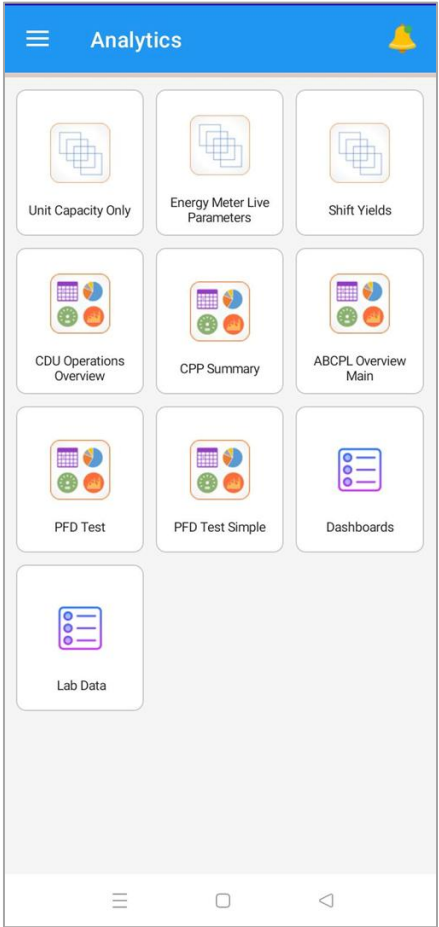 Analytics
Unit Capacity Only
Energy Meter Live
Parameters
Shift Yields
CDU Operations
Overview
CPP Summary
ABCPL Overview
Main
PFD Test
PFD Test Simple
Dashboards
Lab Data